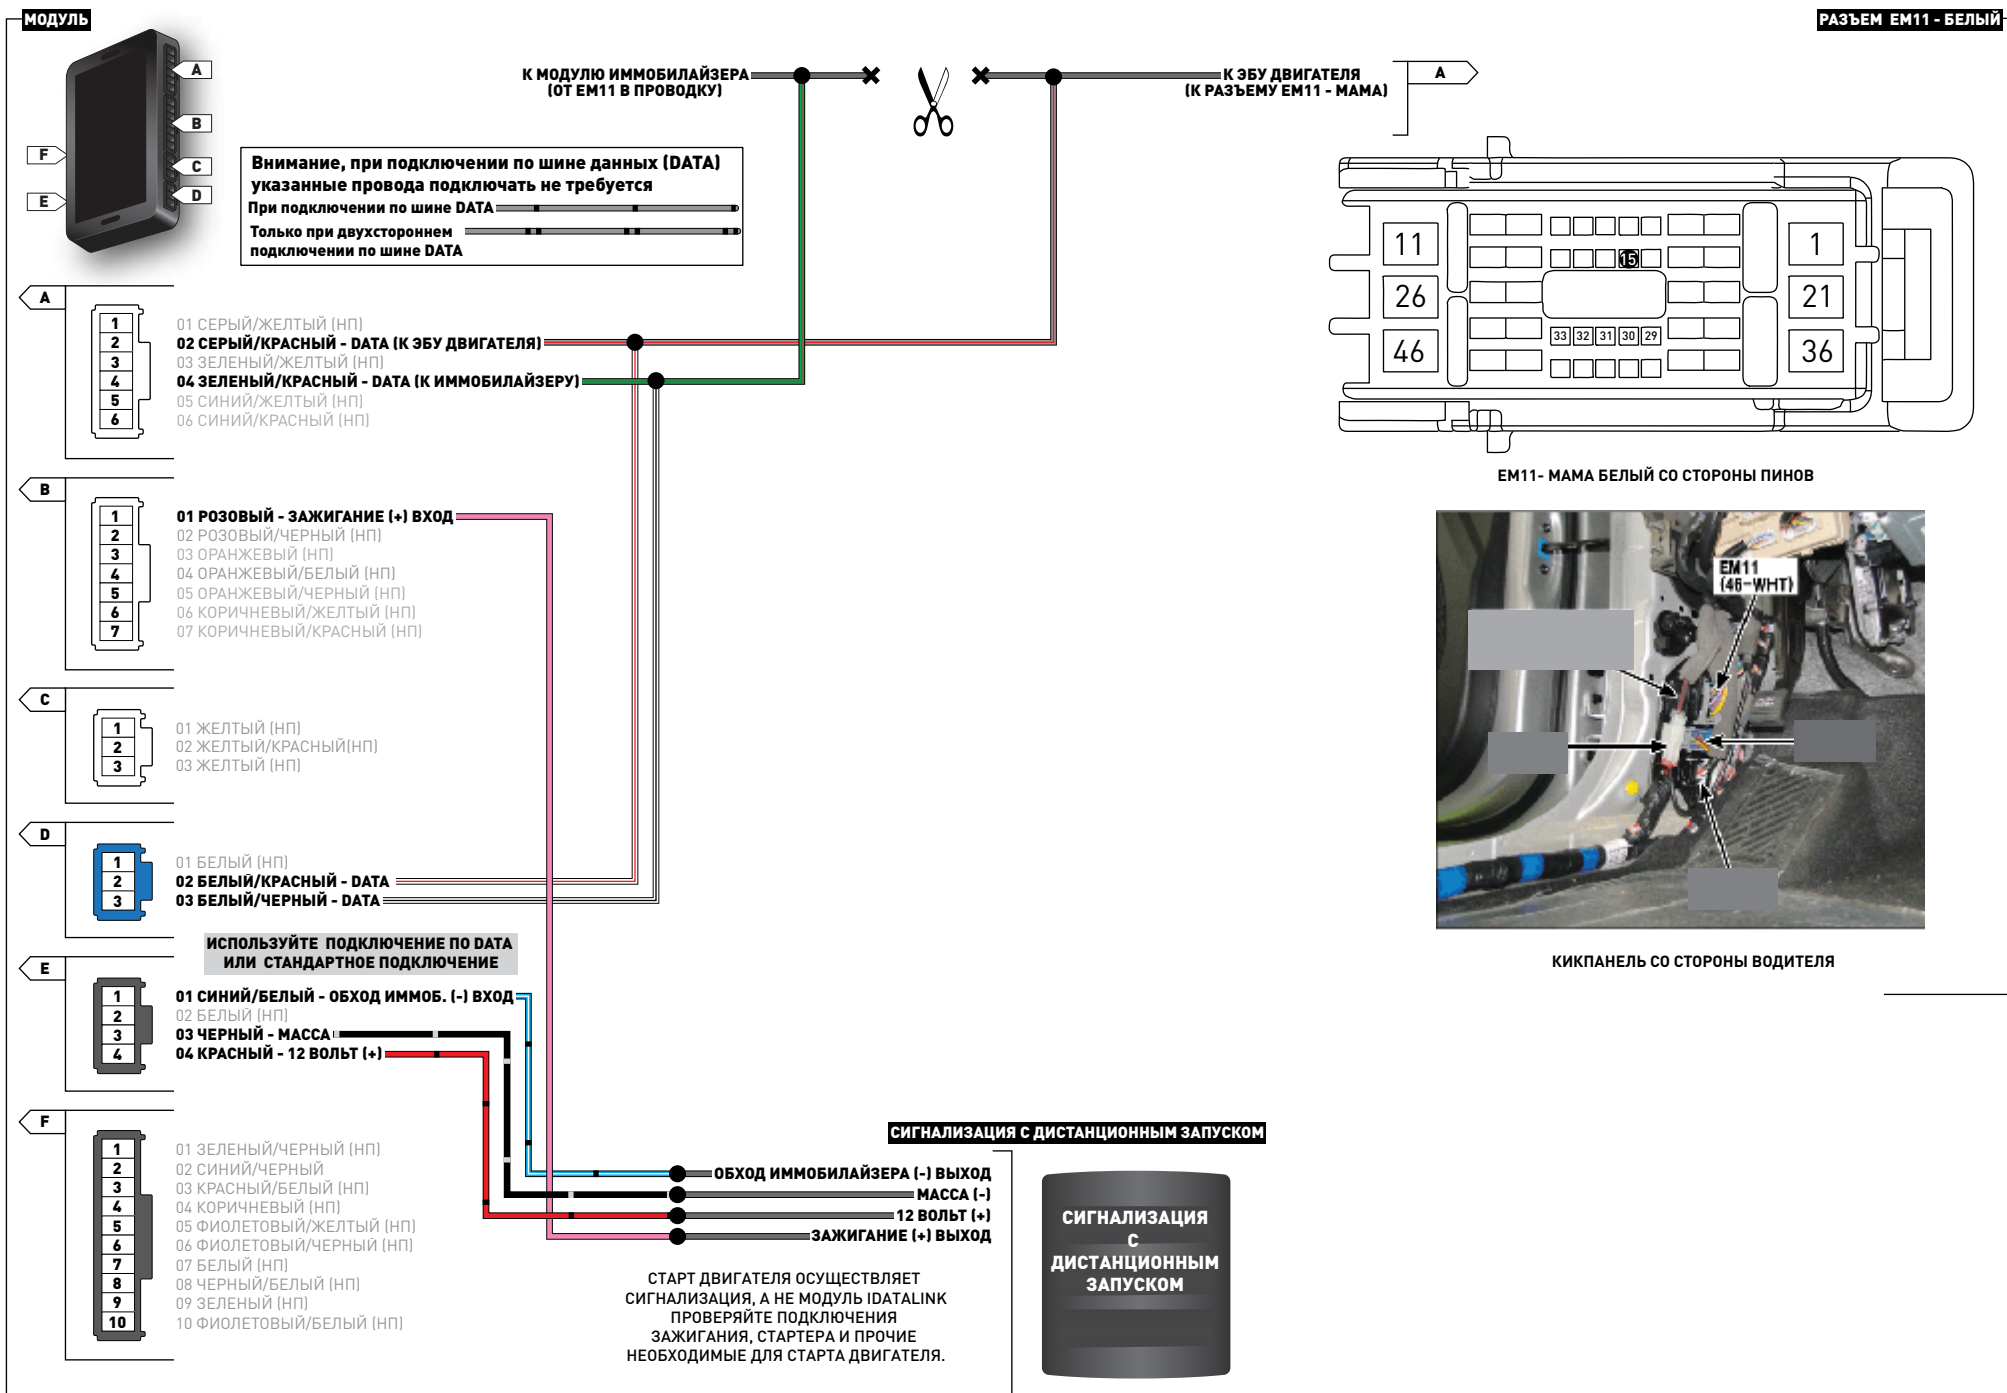 МОДУЛЬ
РАЗЪЕМ EM11 - БЕЛЫЙ
A
B
C
D
F
E
К МОДУЛЮ ИММОБИЛАЙЗЕРА
(ОТ EM11 В ПРОВОДКУ)
К ЭБУ ДВИГАТЕЛЯ
(К РАЗЪЕМУ EM11 - МАМА)
A
Внимание, при подключении по шине данных (DATA)
указанные провода подключать не требуется
При подключении по шине DATA
Только при двухстороннем
подключении по шине DATA
11
26
46
15
33 32 31 30 29
1
21
36
EM11- МАМА БЕЛЫЙ СО СТОРОНЫ ПИНОВ
EM11
(46-WHT)
КИКПАНЕЛЬ СО СТОРОНЫ ВОДИТЕЛЯ
A
1
2
3
4
5
6
01 СЕРЫЙ/ЖЕЛТЫЙ (НП)
02 СЕРЫЙ/КРАСНЫЙ - DATA (К ЭБУ ДВИГАТЕЛЯ)
03 ЗЕЛЕНЫЙ/ЖЕЛТЫЙ (НП)
04 ЗЕЛЕНЫЙ/КРАСНЫЙ - DATA (К ИММОБИЛАЙЗЕРУ)
05 СИНИЙ/ЖЕЛТЫЙ (НП)
06 СИНИЙ/КРАСНЫЙ (НП)
B
1
2
3
4
5
6
7
01 РОЗОВЫЙ - ЗАЖИГАНИЕ (+) ВХОД
02 РОЗОВЫЙ/ЧЕРНЫЙ (НП)
03 ОРАНЖЕВЫЙ (НП)
04 ОРАНЖЕВЫЙ/БЕЛЫЙ (НП)
05 ОРАНЖЕВЫЙ/ЧЕРНЫЙ (НП)
06 КОРИЧНЕВЫЙ/ЖЕЛТЫЙ (НП)
07 КОРИЧНЕВЫЙ/КРАСНЫЙ (НП)
C
1
2
3
01 ЖЕЛТЫЙ (НП)
02 ЖЕЛТЫЙ/КРАСНЫЙ(НП)
03 ЖЕЛТЫЙ (НП)
D
1
2
3
01 БЕЛЫЙ (НП)
02 БЕЛЫЙ/КРАСНЫЙ - DATA
03 БЕЛЫЙ/ЧЕРНЫЙ - DATA
ИСПОЛЬЗУЙТЕ ПОДКЛЮЧЕНИЕ ПО DATA
ИЛИ СТАНДАРТНОЕ ПОДКЛЮЧЕНИЕ
E
1
2
3
4
01 СИНИЙ/БЕЛЫЙ - ОБХОД ИММОБ. (-) ВХОД
02 БЕЛЫЙ (НП)
03 ЧЕРНЫЙ - МАССА
04 КРАСНЫЙ - 12 ВОЛЬТ (+)
F
1
2
3
4
5
6
7
8
9
10
01 ЗЕЛЕНЫЙ/ЧЕРНЫЙ (НП)
02 СИНИЙ/ЧЕРНЫЙ
03 КРАСНЫЙ/БЕЛЫЙ (НП)
04 КОРИЧНЕВЫЙ (НП)
05 ФИОЛЕТОВЫЙ/ЖЕЛТЫЙ (НП)
06 ФИОЛЕТОВЫЙ/ЧЕРНЫЙ (НП)
07 БЕЛЫЙ (НП)
08 ЧЕРНЫЙ/БЕЛЫЙ (НП)
09 ЗЕЛЕНЫЙ (НП)
10 ФИОЛЕТОВЫЙ/БЕЛЫЙ (НП)
СИГНАЛИЗАЦИЯ С ДИСТАНЦИОННЫМ ЗАПУСКОМ
ОБХОД ИММОБИЛАЙЗЕРА (-) ВЫХОД
МАССА (-)
12 ВОЛЬТ (+)
ЗАЖИГАНИЕ (+) ВЫХОД
СИГНАЛИЗАЦИЯ
С
ДИСТАНЦИОННЫМ
ЗАПУСКОМ
СТАРТ ДВИГАТЕЛЯ ОСУЩЕСТВЛЯЕТ
СИГНАЛИЗАЦИЯ, А НЕ МОДУЛЬ IDATALINK
ПРОВЕРЯЙТЕ ПОДКЛЮЧЕНИЯ
ЗАЖИГАНИЯ, СТАРТЕРА И ПРОЧИЕ
НЕОБХОДИМЫЕ ДЛЯ СТАРТА ДВИГАТЕЛЯ.